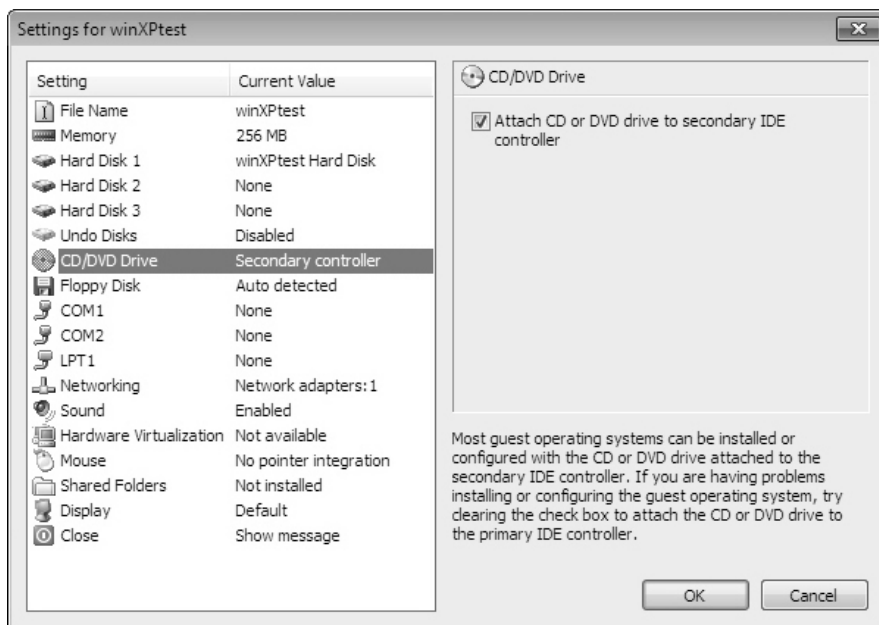 Settings for winXPtest
Setting Current Value
File Name winXPtest
Memory 256 MB
Hard Disk 1 winXPtest Hard Disk
Hard Disk 2 None
Hard Disk 3 None
Undo Disks Disabled
CD/DVD Drive Secondary controller
Floppy Disk Auto detected
COM1 None
COM2 None
LPT1 None
Networking Network adapters:1
Sound Enabled
Hardware Virtualization Not available
Mouse No pointer integration
Shared Folders Not installed
Display Default
Close Show message
CD/DVD Drive
Attach CD or DVD drive to secondary IDE
controller
Most guest operating systems can be installed or
configured with the CD or DVD drive attached to the
secondary IDE controller. If you are having problems
installing or configuring the guest operating system, try
clearing the check box to attach the CD or DVD drive to
the primary IDE controller.
OK Cancel